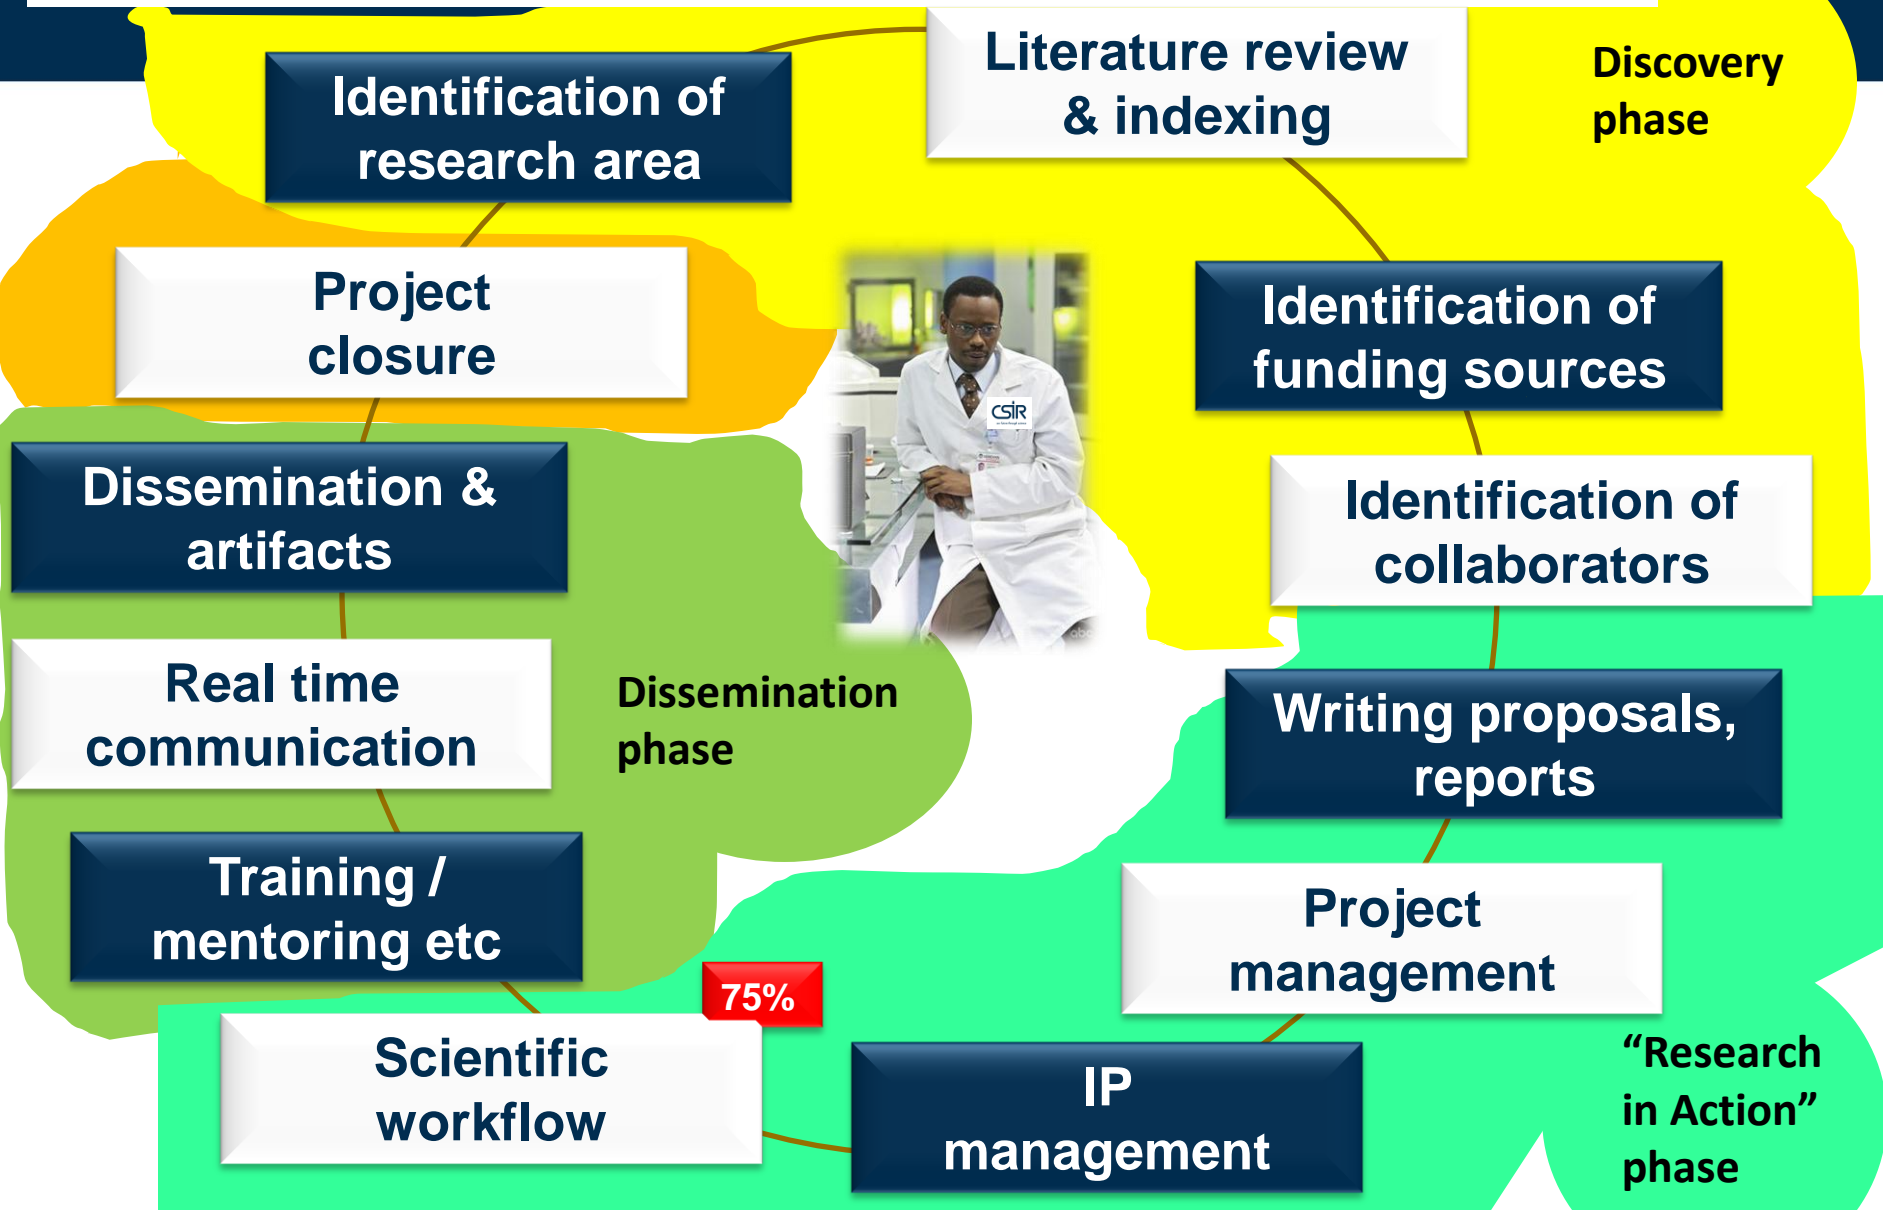 Identification of
research area
Literature review
& indexing
Discovery
phase
Project
closure
Identification of
funding sources
CSIR
Dissemination &
artifacts
Identification of
collaborators
abc
Real time
communication
Dissemination
phase
Writing proposals,
reports
Training /
mentoring etc
Project
management
75%
Scientific
workflow
IP
management
“Research
in Action”
phase